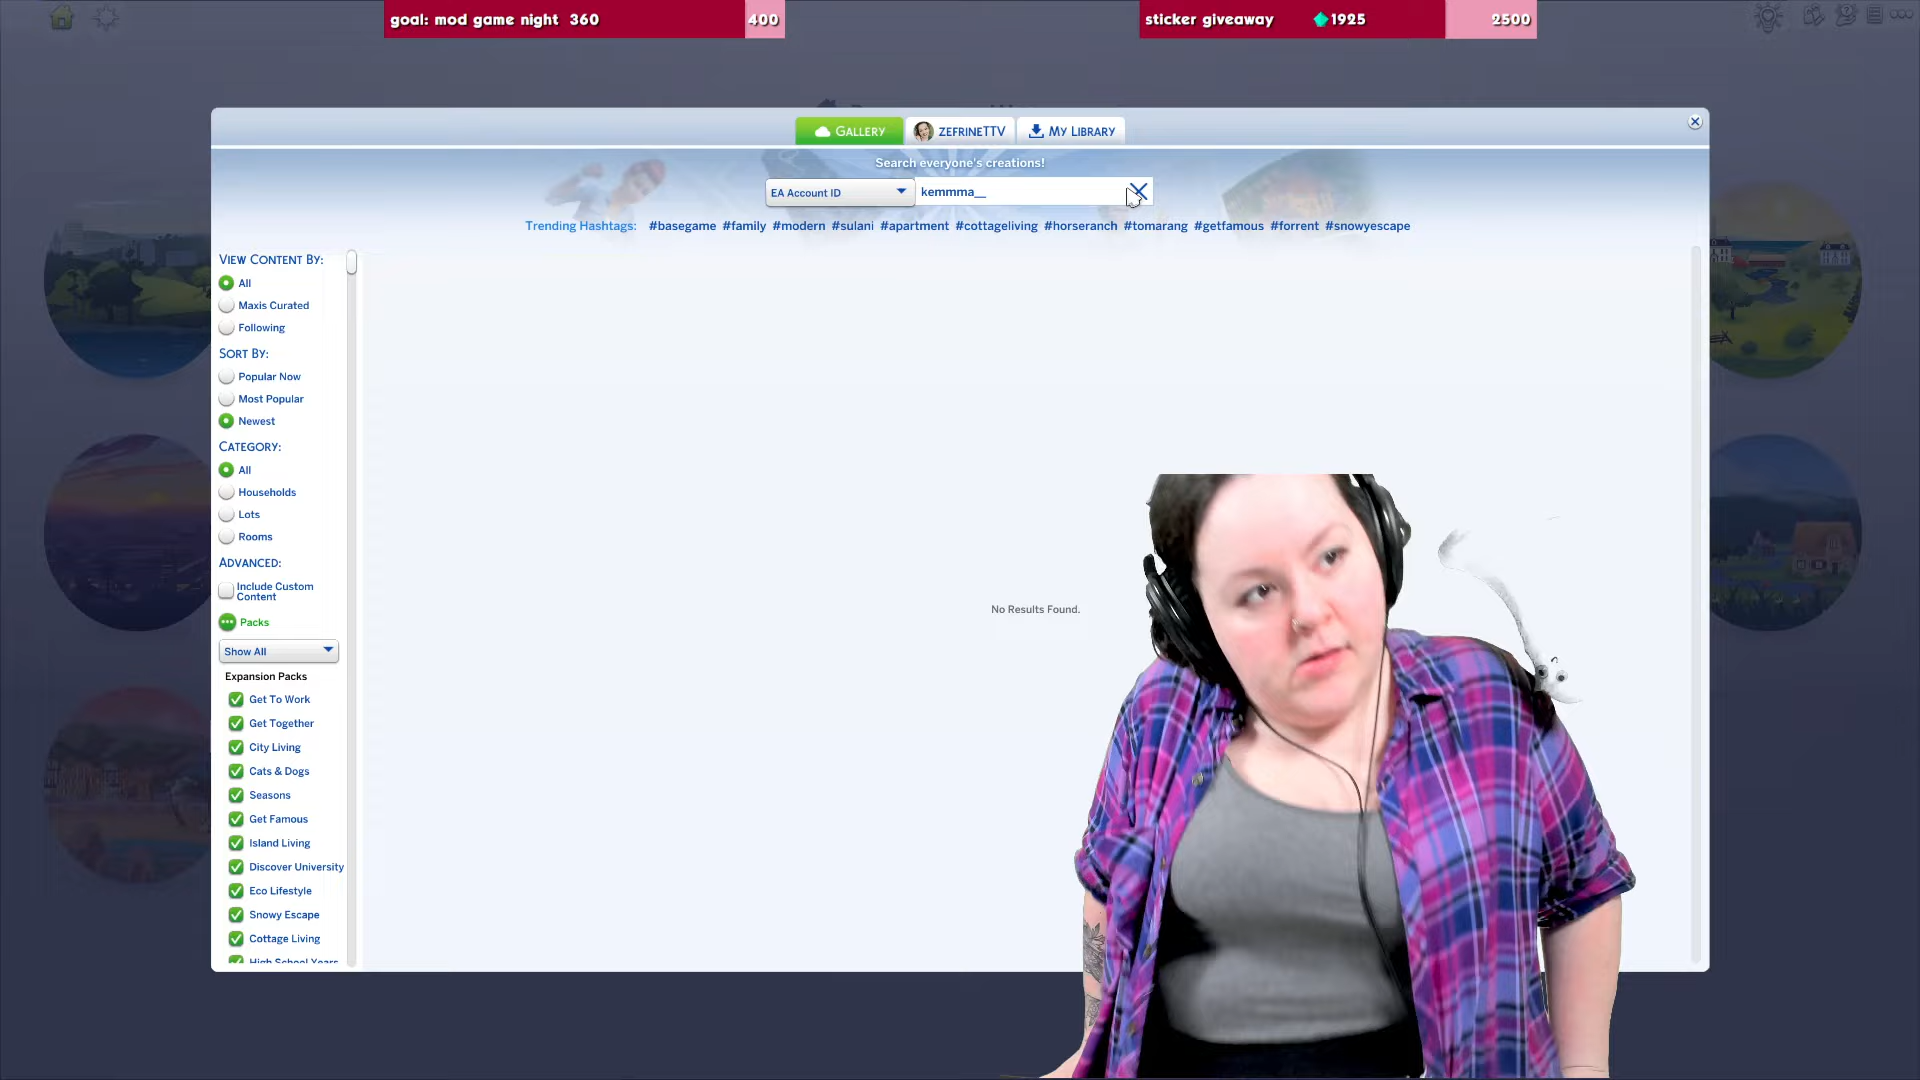 goal: mod game night 360
400
sticker giveaway 1925
2500
GALLERY
ZEFRINETTV
MY LIBRARY
Search everyone's creations!
EA Account ID
kemmma__
Trending Hashtags: #basegame #family #modern #sulani #apartment #cottageliving #horseranch #tomarang #getfamous #forrent #snowyescape
VIEW CONTENT BY:
All
Maxis Curated
Following
SORT BY:
Popular Now
Most Popular
Newest
CATEGORY:
All
Households
Lots
Rooms
ADVANCED:
Include Custom
Content
Packs
Show All
Expansion Packs
Get To Work
Get Together
City Living
Cats & Dogs
Seasons
Get Famous
Island Living
Discover University
Eco Lifestyle
Snowy Escape
Cottage Living
High School Years
No Results Found.